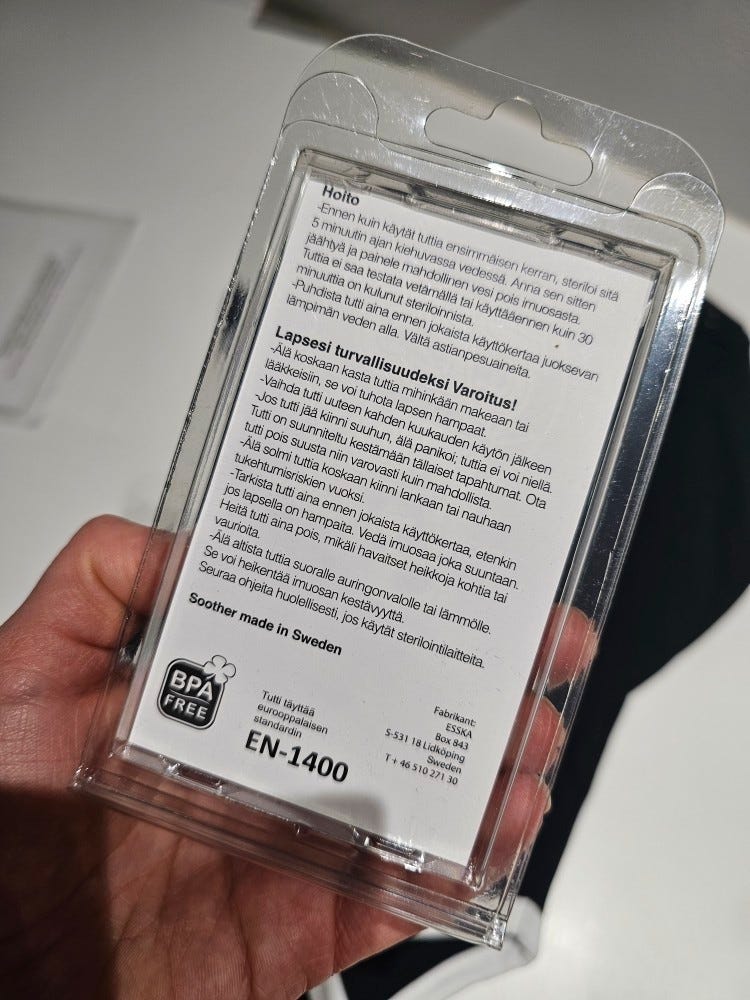 Hoito
-Ennen kuin käytät tuttia ensimmäisen kerran, steriloi sitä
5 minuutin ajan kiehuvassa vedessä. Anna sen sitten
jäähtyä ja painele mahdollinen vesi pois imuosasta.
Tuttia ei saa testata vetämällä tai käyttääennen kuin 30
minuuttia on kulunut steriloinnista.
-Puhdista tutti aina ennen jokaista käyttökertaa juoksevan
lämpimän veden alla. Vältä astianpesuaineita.
Lapsesi turvallisuudeksi Varoitus!
-Älä koskaan kasta tuttia mihinkään makeaan tai
lääkkeisiin, se voi tuhota lapsen hampaat.
-Vaihda tutti uuteen kahden kuukauden käytön jälkeen
-Jos tutti jää kiinni suuhun, älä panikoi; tuttia ei voi niellä.
Tutti on suunniteltu kestämään tällaiset tapahtumat. Ota
tutti pois suusta niin varovasti kuin mahdollista.
-Älä solmi tuttia koskaan kiinni lankaan tai nauhaan
tukehtumisriskien vuoksi.
-Tarkista tutti aina ennen jokaista käyttökertaa, etenkin
jos lapsella on hampaita. Vedä imuosaa joka suuntaan.
Heitä tutti aina pois, mikäli havaitset heikkoja kohtia tai
vaurioita.
-Älä altista tuttia suoralle auringonvalolle tai lämmölle.
Se voi heikentää imuosan kestävyyttä.
Seuraa ohjeita huolellisesti, jos käytät sterilointilaitteita.
Soother made in Sweden
BPA
FREE
Tutti täyttää
eurooppalaisen
standardin
EN-1400
Fabrikant:
ESSKA
Box 843
S-531 18 Lidköping
Sweden
T + 46 510 271 30